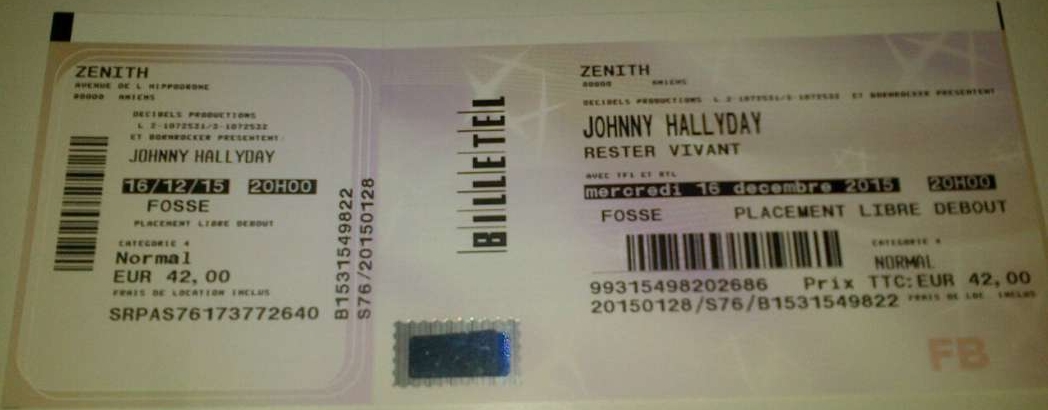 ZENITH
AVENUE DE L HIPPODROME
80000 AMIENS
DECIBELS PRODUCTIONS
L 2-1072531/3-1072532
ET BORNROCKER PRESENTENT:
JOHNNY HALLYDAY
16/12/15 20H00
FOSSE
PLACEMENT LIBRE DEBOUT
CATEGORIE 4
Normal
EUR 42,00
FRAIS DE LOCATION INCLUS
SRPAS76173772640
B1531549822
S76/20150128
BILLETEL
ZENITH
80000 AMIENS
DECIBELS PRODUCTIONS L 2-1072531/3-1072532 ET BORNROCKER PRESENTENT
JOHNNY HALLYDAY
RESTER VIVANT
AVEC TF1 ET RTL
mercredi 16 decembre 2015 20H00
FOSSE PLACEMENT LIBRE DEBOUT
CATEGORIE 4
NORMAL
99315498202686 Prix TTC:EUR 42,00
20150128/S76/B1531549822 FRAIS DE LOC. INCLUS
FB